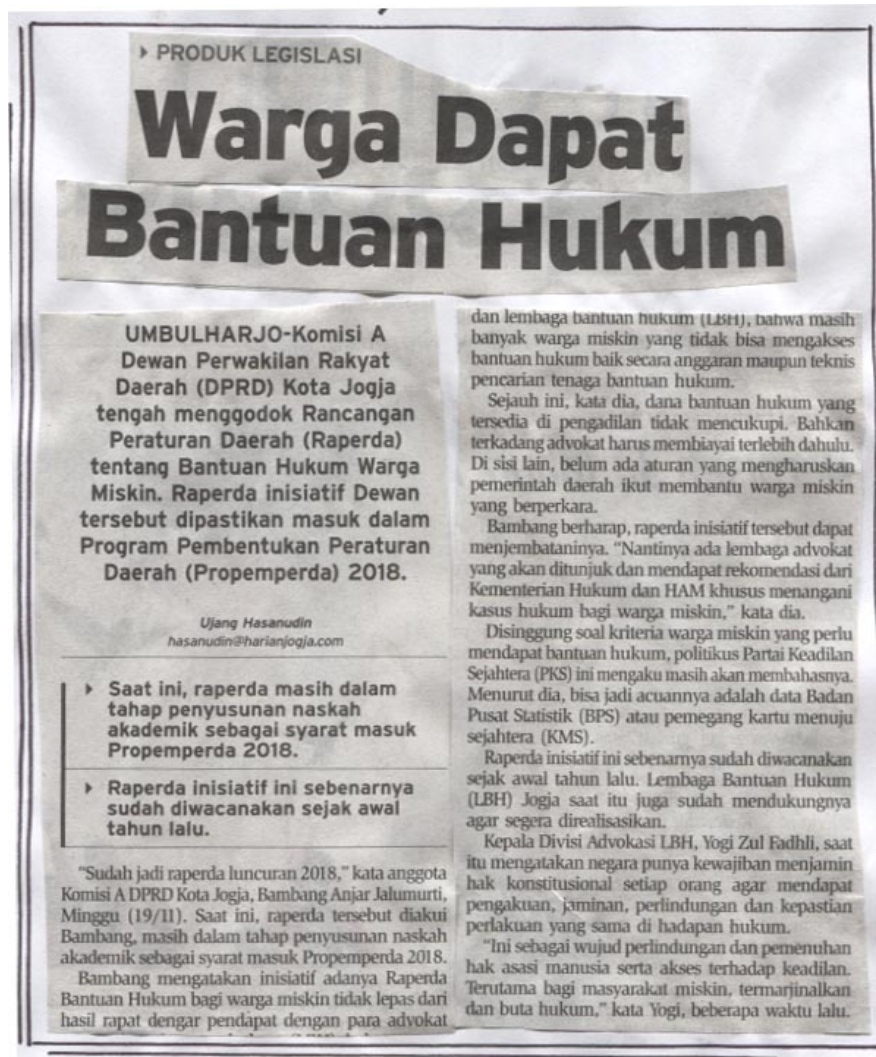 PRODUK LEGISLASI
Warga Dapat
Bantuan Hukum
UMBULHARJO-Komisi A
Dewan Perwakilan Rakyat
Daerah (DPRD) Kota Jogja
tengah menggodok Rancangan
Peraturan Daerah (Raperda)
tentang Bantuan Hukum Warga
Miskin. Raperda inisiatif Dewan
tersebut dipastikan masuk dalam
Program Pembentukan Peraturan
Daerah (Propemperda) 2018.
Ujang Hasanudin
hasanudin@harianjogja.com
Saat ini, raperda masih dalam
tahap penyusunan naskah
akademik sebagai syarat masuk
Propemperda 2018.
Raperda inisiatif ini sebenarnya
sudah diwacanakan sejak awal
tahun lalu.
"Sudah jadi raperda luncuran 2018," kata anggota
Komisi A DPRD Kota Jogja, Bambang Anjar Jalumurti,
Minggu (19/11). Saat ini, raperda tersebut diakui
Bambang, masih dalam tahap penyusunan naskah
akademik sebagai syarat masuk Propemperda 2018.
Bambang mengatakan inisiatif adanya Raperda
Bantuan Hukum bagi warga miskin tidak lepas dari
hasil rapat dengar pendapat dengan para advokat
dan lembaga bantuan hukum (LBH), bahwa masih
banyak warga miskin yang tidak bisa mengakses
bantuan hukum baik secara anggaran maupun teknis
pencarian tenaga bantuan hukum.
Sejauh ini, kata dia, dana bantuan hukum yang
tersedia di pengadilan tidak mencukupi. Bahkan
terkadang advokat harus membiayai terlebih dahulu.
Di sisi lain, belum ada aturan yang mengharuskan
pemerintah daerah ikut membantu warga miskin
yang berperkara.
Bambang berharap, raperda inisiatif tersebut dapat
menjembataninya. "Nantinya ada lembaga advokat
yang akan ditunjuk dan mendapat rekomendasi dari
Kementerian Hukum dan HAM khusus menangani
kasus hukum bagi warga miskin," kata dia.
Disinggung soal kriteria warga miskin yang perlu
mendapat bantuan hukum, politikus Partai Keadilan
Sejahtera (PKS) ini mengaku masih akan membahasnya.
Menurut dia, bisa jadi acuannya adalah data Badan
Pusat Statistik (BPS) atau pemegang kartu menuju
sejahtera (KMS).
Raperda inisiatif ini sebenarnya sudah diwacanakan
sejak awal tahun lalu. Lembaga Bantuan Hukum
(LBH) Jogja saat itu juga sudah mendukungnya
agar segera direalisasikan.
Kepala Divisi Advokasi LBH, Yogi Zul Fadhli, saat
itu mengatakan negara punya kewajiban menjamin
hak konstitusional setiap orang agar mendapat
pengakuan, jaminan, perlindungan dan kepastian
perlakuan yang sama di hadapan hukum.
"Ini sebagai wujud perlindungan dan pemenuhan
hak asasi manusia serta akses terhadap keadilan.
Terutama bagi masyarakat miskin, termarjinalkan
dan buta hukum," kata Yogi, beberapa waktu lalu.